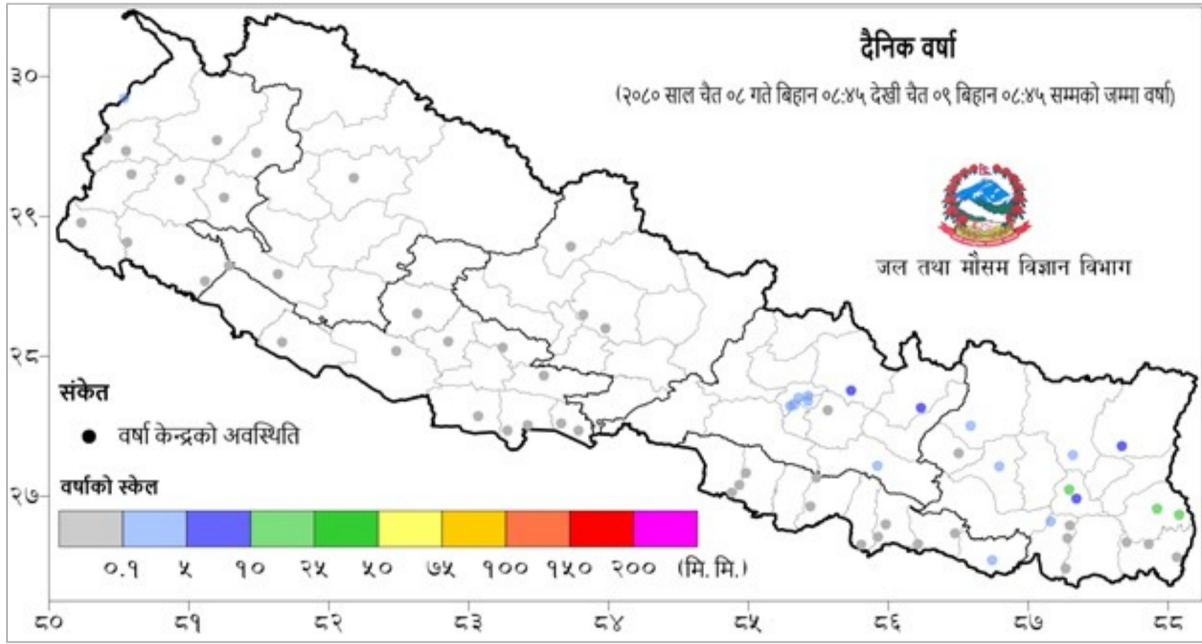 दैनिक वर्षा
(२०८० साल चैत ०८ गते बिहान ०८:४५ देखी चैत ०९ बिहान ०८:४५ सम्मको जम्मा वर्षा)
जल तथा मौसम विज्ञान विभाग
३०
२९
२८
२७
संकेत
वर्षा केन्द्रको अवस्थिति
वर्षाको स्केल
०.१ ५ १० २५ ५० ७५ १०० १५० २०० (मि. मि.)
८० ८१ ८२ ८३ ८४ ८५ ८६ ८७ ८८